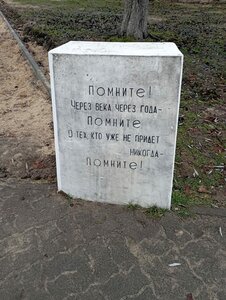 Помните!
Через века через года-
Помните
О тех, кто уже не придет
никогда-
Помните!